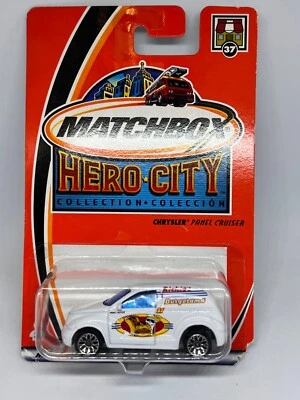 37
MATCHBOX
HERO-CITY
COLLECTION • COLECCIÓN
CHRYSLER PANEL CRUISER